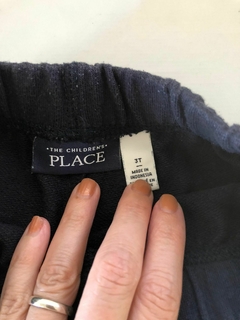 •THE CHILDREN'S
PLACE
3T
MADE IN
INDONESIA